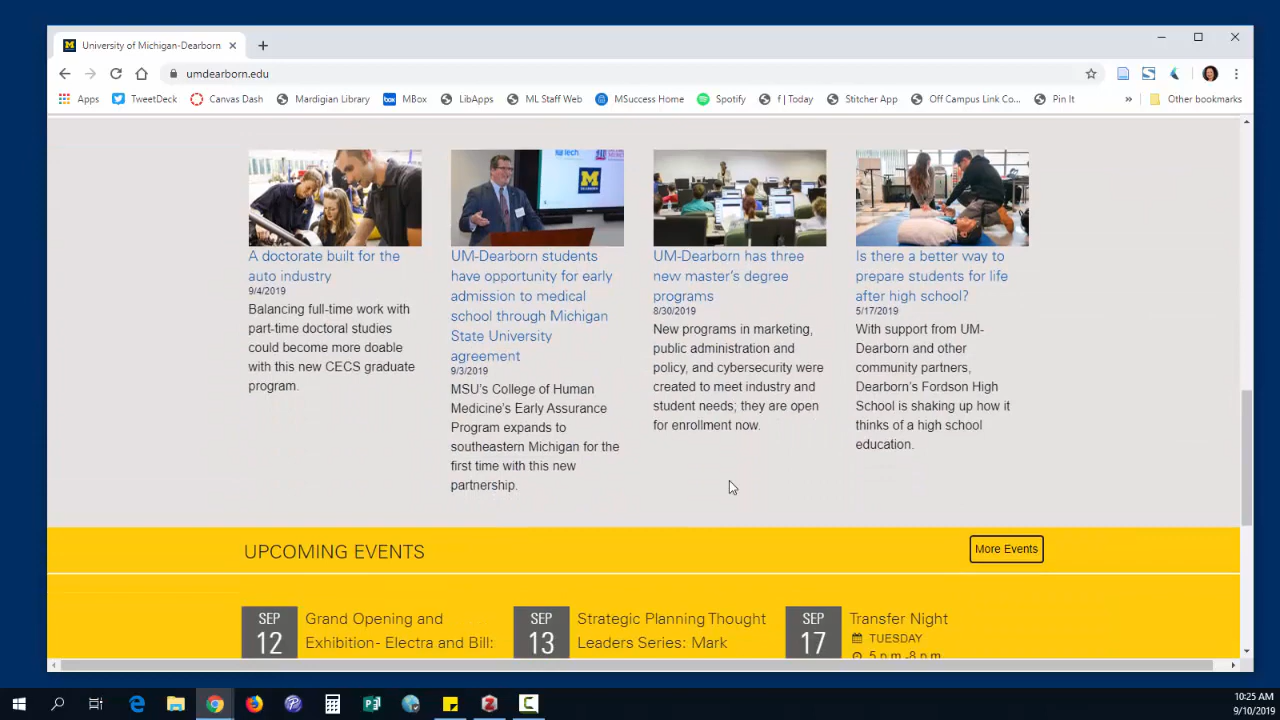 University of Michigan-Dearborn
umdearborn.edu
Apps TweetDeck Canvas Dash Mardigian Library MBox LibApps ML Staff Web MSuccess Home Spotify f | Today Stitcher App Off Campus Link Co... Pin It » Other bookmarks
A doctorate built for the
auto industry
9/4/2019
Balancing full-time work with
part-time doctoral studies
could become more doable
with this new CECS graduate
program.
UM-Dearborn students
have opportunity for early
admission to medical
school through Michigan
State University
agreement
9/3/2019
MSU's College of Human
Medicine's Early Assurance
Program expands to
southeastern Michigan for the
first time with this new
partnership.
UM-Dearborn has three
new master's degree
programs
8/30/2019
New programs in marketing,
public administration and
policy, and cybersecurity were
created to meet industry and
student needs; they are open
for enrollment now.
Is there a better way to
prepare students for life
after high school?
5/17/2019
With support from UM-
Dearborn and other
community partners,
Dearborn's Fordson High
School is shaking up how it
thinks of a high school
education.
UPCOMING EVENTS
More Events
SEP
12
Grand Opening and
Exhibition- Electra and Bill:
SEP
13
Strategic Planning Thought
Leaders Series: Mark
SEP
17
Transfer Night
TUESDAY
5 p.m.-8 p.m.
10:25 AM
9/10/2019